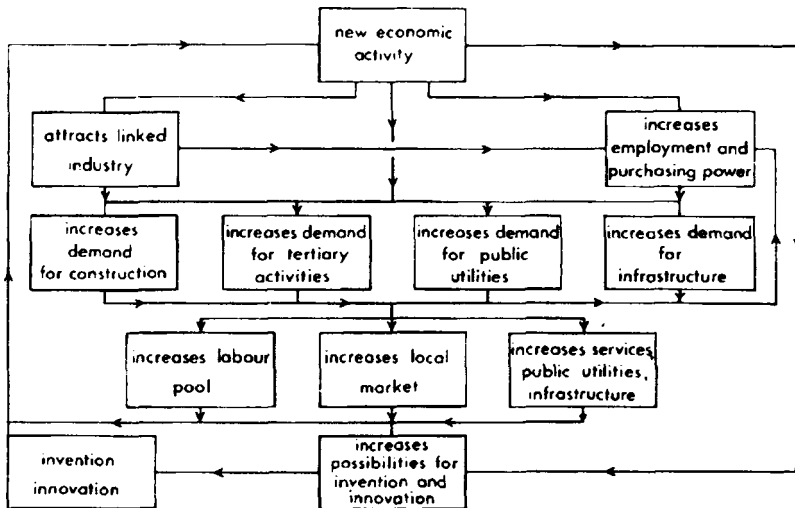 new economic
activity
attracts linked
industry
increases
employment and
purchasing power
increases
demand
for construction
increases demand
for tertiary
activities
increases demand
for public
utilities
increases demand
for
infrastructure
increases labour
pool
increases local
market
increases services,
public utilities,
infrastructure
invention
innovation
increases
possibilities for
invention and
innovation